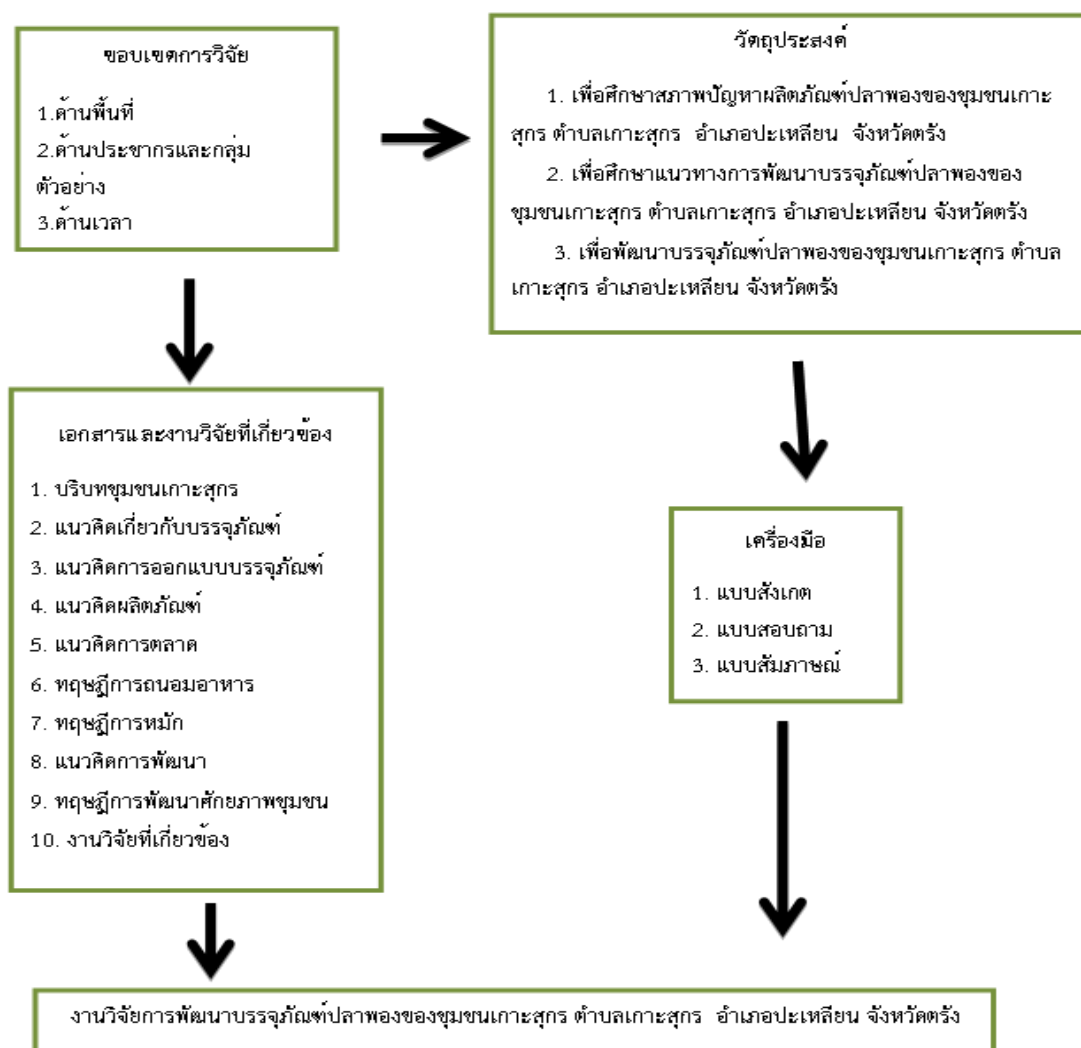 ขอบเขตการวิจัย
1.ด้านพื้นที่
2.ด้านประชากรและกลุ่ม
ตัวอย่าง
3.ด้านเวลา
วัตถุประสงค์
1. เพื่อศึกษาสภาพปัญหาผลิตภัณฑ์ปลาพองของชุมชนเกาะ
สุกร ตำบลเกาะสุกร อำเภอปะเหลียน จังหวัดตรัง
2. เพื่อศึกษาแนวทางการพัฒนาบรรจุภัณฑ์ปลาพองของ
ชุมชนเกาะสุกร ตำบลเกาะสุกร อำเภอปะเหลียน จังหวัดตรัง
3. เพื่อพัฒนาบรรจุภัณฑ์ปลาพองของชุมชนเกาะสุกร ตำบล
เกาะสุกร อำเภอปะเหลียน จังหวัดตรัง
เอกสารและงานวิจัยที่เกี่ยวข้อง
1. บริบทชุมชนเกาะสุกร
2. แนวคิดเกี่ยวกับบรรจุภัณฑ์
3. แนวคิดการออกแบบบรรจุภัณฑ์
4. แนวคิดผลิตภัณฑ์
5. แนวคิดการตลาด
6. ทฤษฎีการถนอมอาหาร
7. ทฤษฎีการหมัก
8. แนวคิดการพัฒนา
9. ทฤษฎีการพัฒนาศักยภาพชุมชน
10. งานวิจัยที่เกี่ยวข้อง
เครื่องมือ
1. แบบสังเกต
2. แบบสอบถาม
3. แบบสัมภาษณ์
งานวิจัยการพัฒนาบรรจุภัณฑ์ปลาพองของชุมชนเกาะสุกร ตำบลเกาะสุกร อำเภอปะเหลียน จังหวัดตรัง